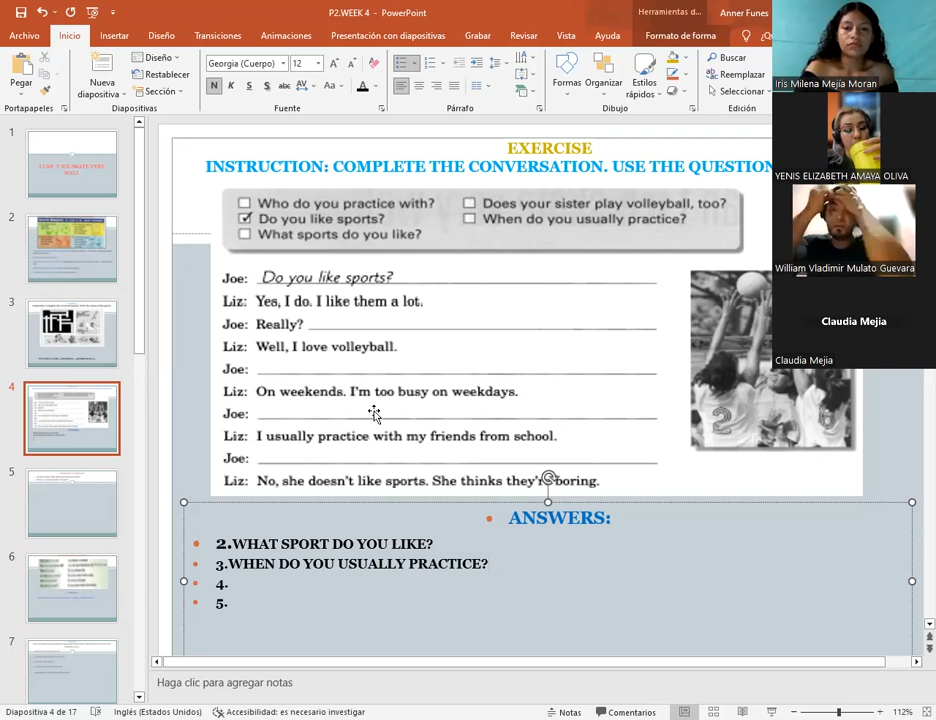 P2.WEEK 4 - PowerPoint
Herramientas d...
Anner Funes
Archivo Inicio Insertar Diseño Transiciones Animaciones Presentación con diapositivas Grabar Revisar Vista Ayuda Formato de forma
Pegar
Nueva diapositiva
Diseño
Restablecer
Sección
Georgia (Cuerpo) 12
N K S abc AV Aa A
Formas Organizar Estilos rápidos
Buscar
Reemplazar
Seleccionar
Portapapeles Diapositivas Fuente Párrafo Dibujo Edición
Iris Milena Mejía Moran
YENIS ELIZABETH AMAYA OLIVA
William Vladimir Mulato Guevara
Claudia Mejia
Claudia Mejia
1
I CAN'T ICE SKATE VERY
WELL
2
3
4
5
6
7
EXERCISE
INSTRUCTION: COMPLETE THE CONVERSATION. USE THE QUESTION
Who do you practice with? Does your sister play volleyball, too?
Do you like sports? When do you usually practice?
What sports do you like?
Joe: Do you like sports?
Liz: Yes, I do. I like them a lot.
Joe: Really?
Liz: Well, I love volleyball.
Joe:
Liz: On weekends. I'm too busy on weekdays.
Joe:
Liz: I usually practice with my friends from school.
Joe:
Liz: No, she doesn't like sports. She thinks they're boring.
• ANSWERS:
• 2.WHAT SPORT DO YOU LIKE?
• 3.WHEN DO YOU USUALLY PRACTICE?
• 4.
• 5.
Haga clic para agregar notas
Diapositiva 4 de 17 Inglés (Estados Unidos) Accesibilidad: es necesario investigar Notas Comentarios 112%